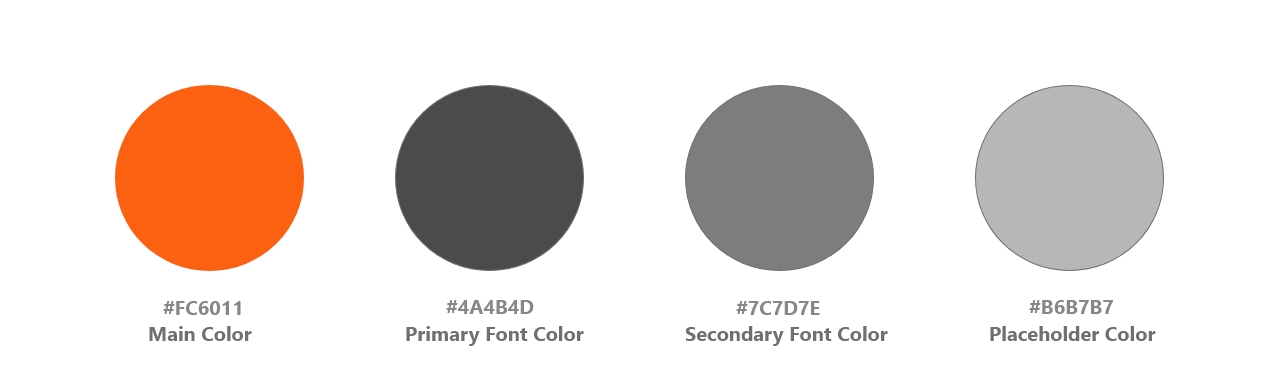 #FC6011
Main Color
#4A4B4D
Primary Font Color
#7C7D7E
Secondary Font Color
#B6B7B7
Placeholder Color